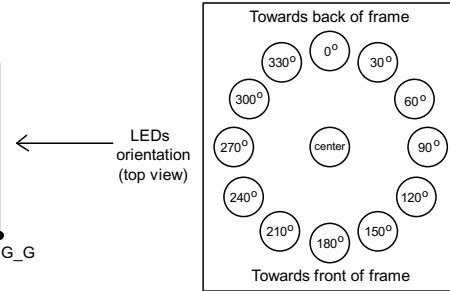 Towards back of frame
0°
330° 30°
300° 60°
LEDs
orientation
(top view)
270° center 90°
240° 120°
210° 150°
180°
G_G
Towards front of frame